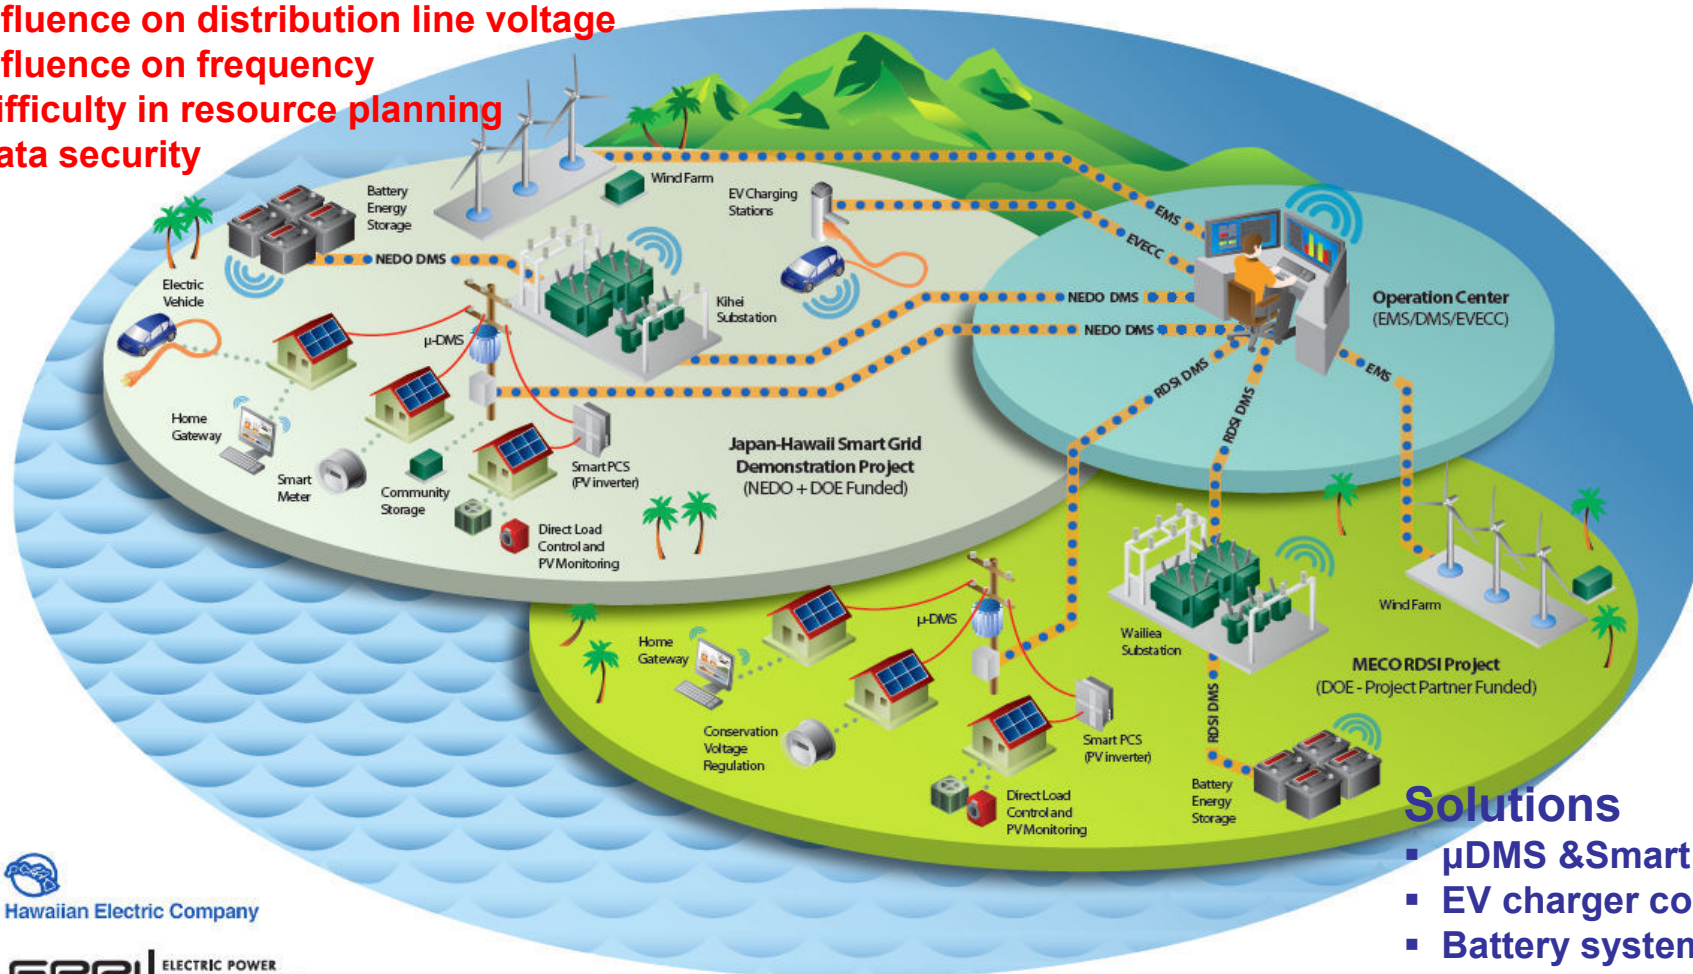 fluence on distribution line voltage
fluence on frequency
ifficulty in resource planning
ata security
Battery
Energy
Storage
Wind Farm
EV Charging
Stations
EMS
EVECC
NEDO DMS
Electric
Vehicle
μ-DMS
Kihei
Substation
NEDO DMS
NEDO DMS
Operation Center
(EMS/DMS/EVECC)
Home
Gateway
Smart
Meter
Community
Storage
Smart PCS
(PV inverter)
Direct Load
Control and
PV Monitoring
Japan-Hawaii Smart Grid
Demonstration Project
(NEDO + DOE Funded)
RDSI DMS
RDSI DMS
EMS
Home
Gateway
μ-DMS
Conservation
Voltage
Regulation
Smart PCS
(PV inverter)
Direct Load
Control and
PV Monitoring
Wailiea
Substation
Wind Farm
MECO RDSI Project
(DOE - Project Partner Funded)
RDSI DMS
Battery
Energy
Storage
Solutions
▪ μDMS &Smart
▪ EV charger co
▪ Battery system
Hawaiian Electric Company
EPRI
ELECTRIC POWER